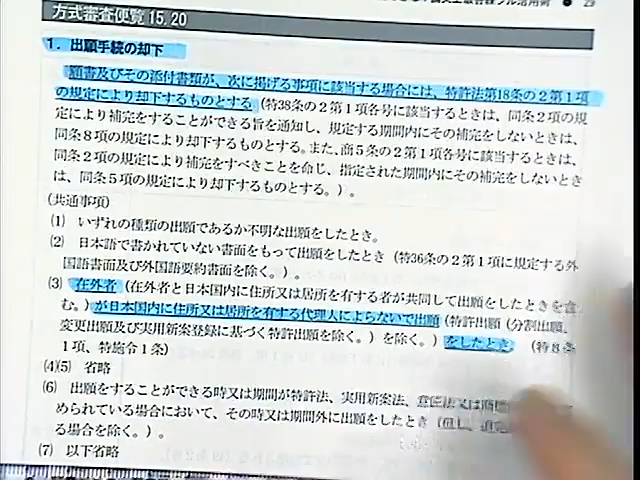 29
方式審査便覧 15.20
1．出願手続の却下
願書及びその添付書類が、次に掲げる事項に該当する場合には、特許法第18条の２第１項
の規定により却下するものとする（特38条の２第１項各号に該当するときは、同条２項の規
定により補完をすることができる旨を通知し、規定する期間内にその補完をしないときは、
同条８項の規定により却下するものとする。また、商５条の２第１項各号に該当するときは、
同条２項の規定により補完をすべきことを命じ、指定された期間内にその補完をしないとき
は、同条５項の規定により却下するものとする。）。
(共通事項)
(1) いずれの種類の出願であるか不明な出願をしたとき。
(2) 日本語で書かれていない書面をもって出願をしたとき（特36条の２第１項に規定する外
国語書面及び外国語要約書面を除く。）。
(3) 在外者（在外者と日本国内に住所又は居所を有する者が共同して出願をしたときを含
む。）が日本国内に住所又は居所を有する代理人によらないで出願（特許出願（分割出願、
変更出願及び実用新案登録に基づく特許出願を除く。）を除く。）をしたとき （特８条
１項、特施令１条）
(4)(5) 省略
(6) 出願をすることができる時又は期間が特許法、実用新案法、意匠法又は商標
められている場合において、その時又は期間外に出願をしたとき（但し、
る場合を除く。）。
(7) 以下省略